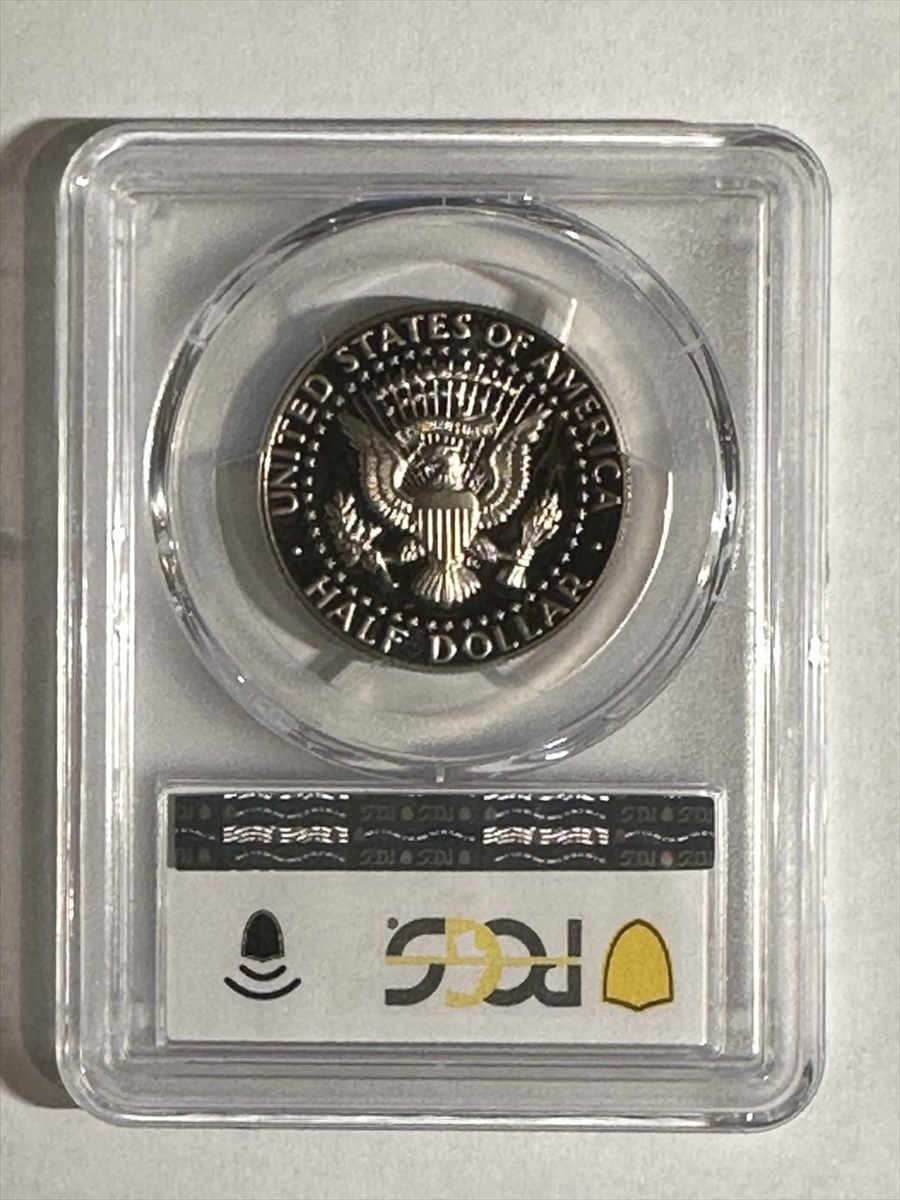 UNITED STATES OF AMERICA
HALF DOLLAR
PCGS